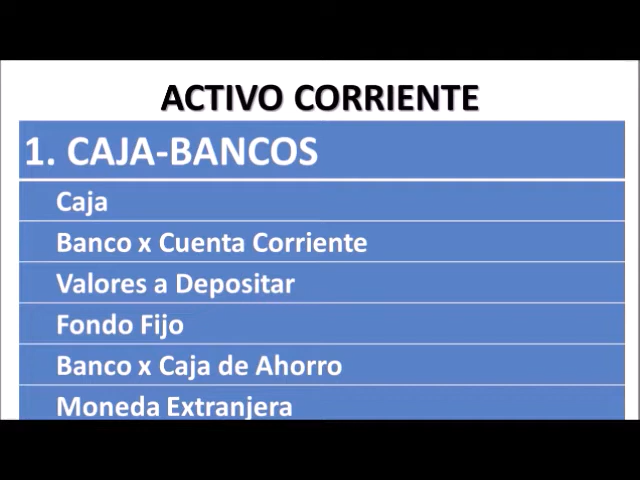 ACTIVO CORRIENTE
1. CAJA-BANCOS
Caja
Banco x Cuenta Corriente
Valores a Depositar
Fondo Fijo
Banco x Caja de Ahorro
Moneda Extranjera